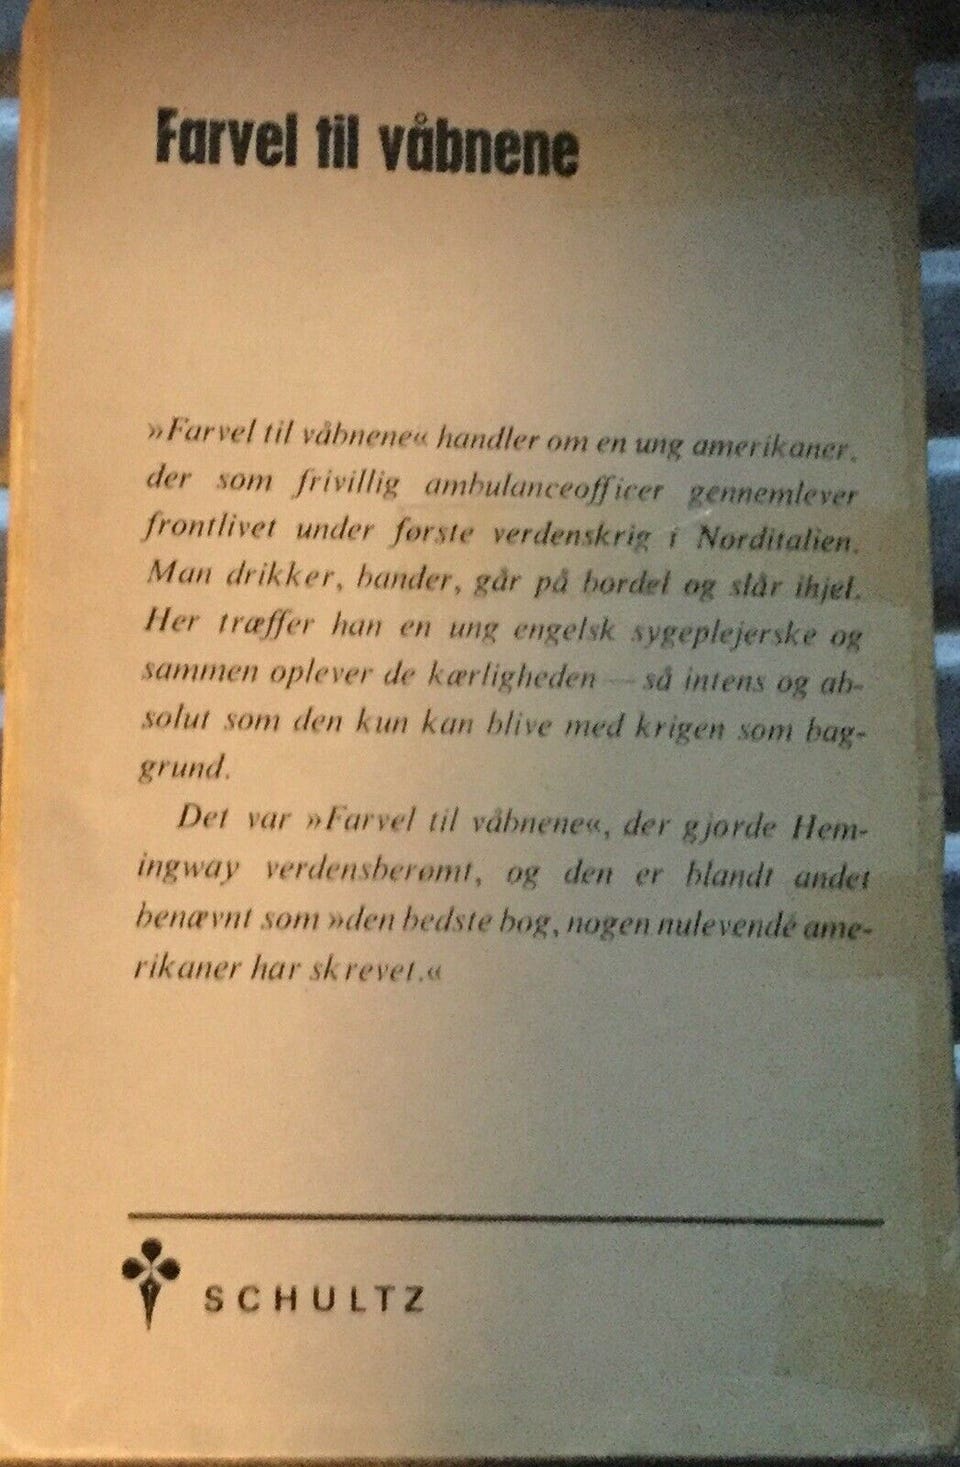 Farvel til våbnene
»Farvel til våbnene« handler om en ung amerikaner,
der som frivillig ambulanceofficer gennemlever
frontlivet under første verdenskrig i Norditalien.
Man drikker, bander, går på bordel og slår ihjel.
Her træffer han en ung engelsk sygeplejerske og
sammen oplever de kærligheden — så intens og ab-
solut som den kun kan blive med krigen som bag-
grund.
Det var »Farvel til våbnene«, der gjorde Hem-
ingway verdensberømt, og den er blandt andet
benævnt som »den bedste bog, nogen nulevende ame-
rikaner har skrevet.«
SCHULTZ